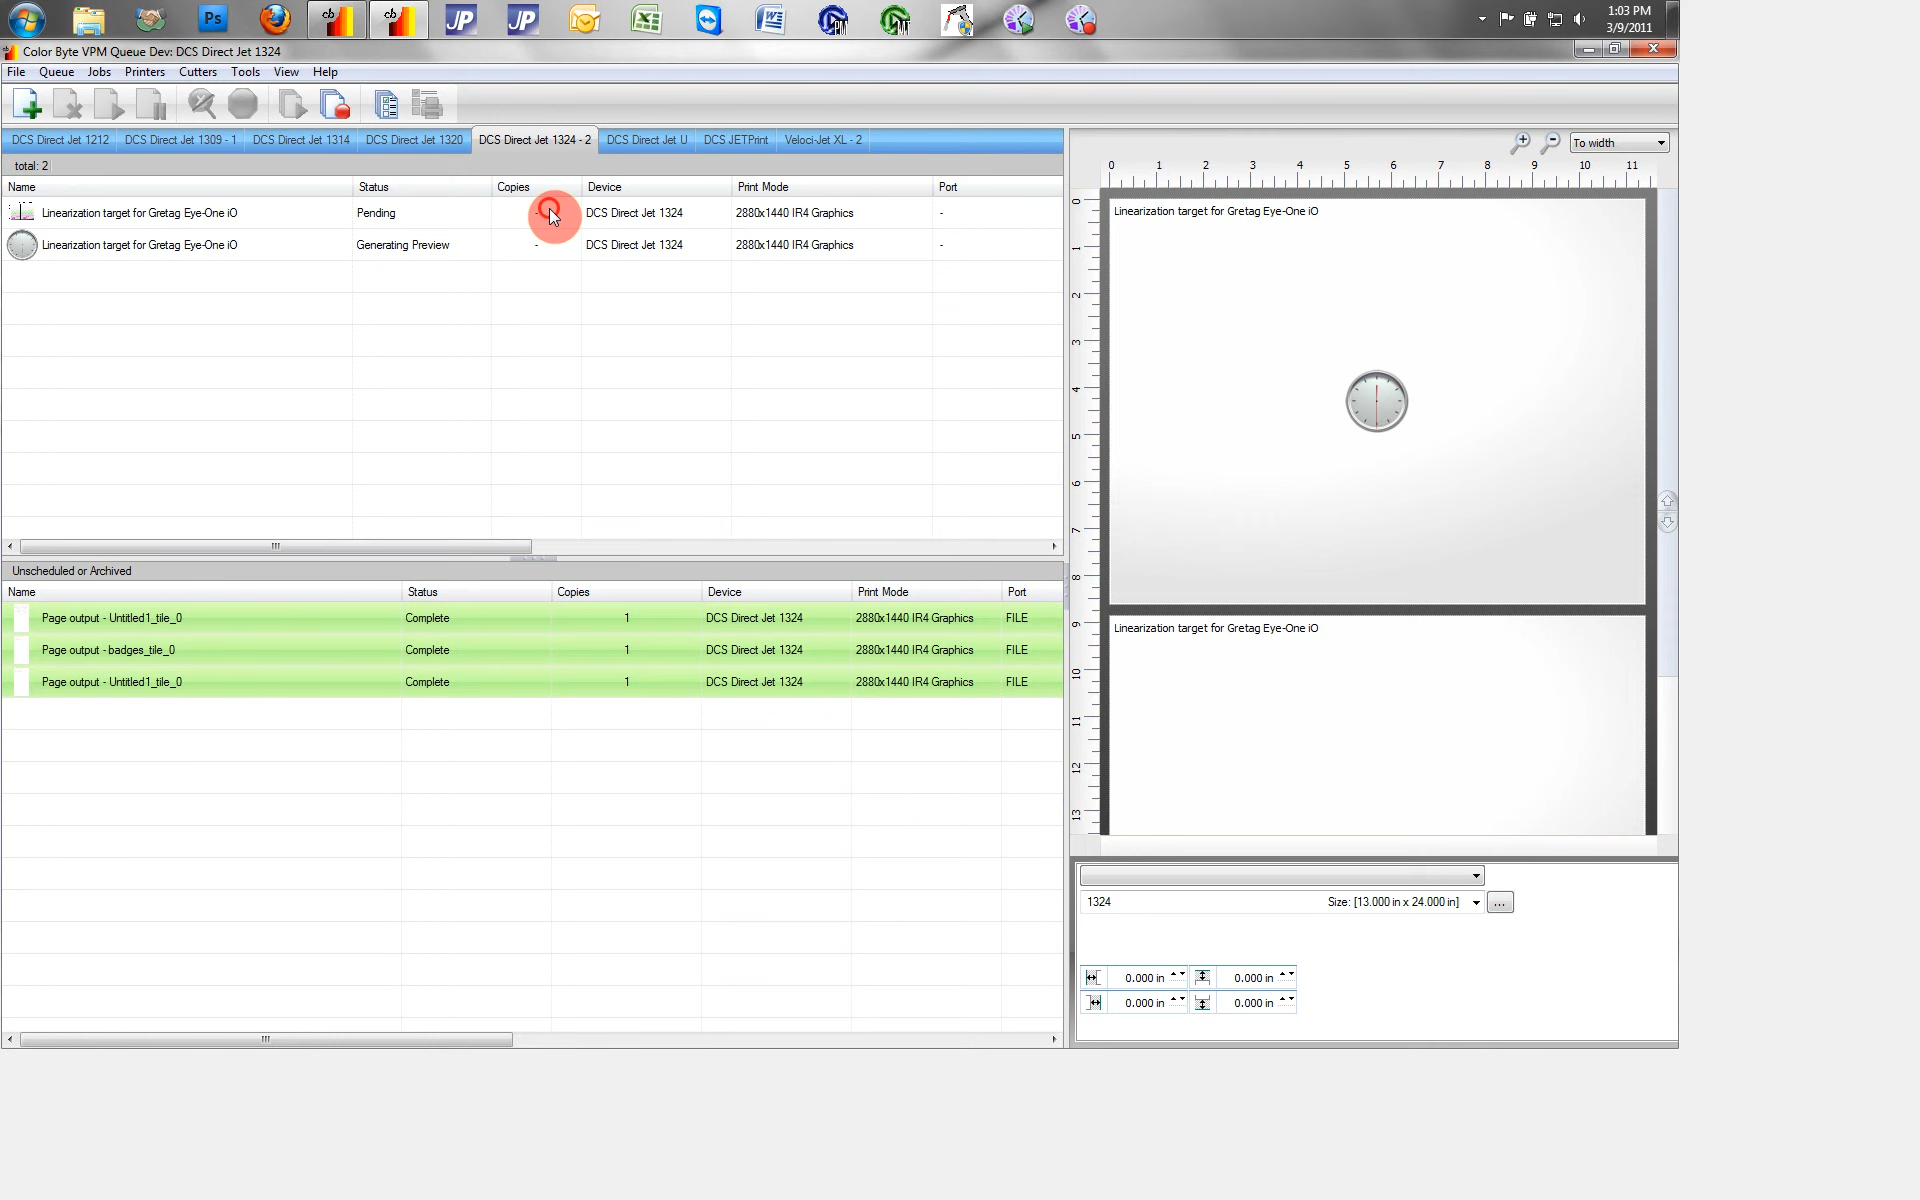 Ps cb cb JP JP
1:03 PM
3/9/2011
Color Byte VPM Queue Dev: DCS Direct Jet 1324
File Queue Jobs Printers Cutters Tools View Help
DCS Direct Jet 1212 DCS Direct Jet 1309 - 1 DCS Direct Jet 1314 DCS Direct Jet 1320 DCS Direct Jet 1324 - 2 DCS Direct Jet U DCS JETPrint Veloci-Jet XL - 2
To width
total: 2
Name Status Copies Device Print Mode Port
Linearization target for Gretag Eye-One iO Pending - DCS Direct Jet 1324 2880x1440 IR4 Graphics -
Linearization target for Gretag Eye-One iO Generating Preview - DCS Direct Jet 1324 2880x1440 IR4 Graphics -
0 1 2 3 4 5 6 7 8 9 10 11
0 1 2 3 4 5 6 7 8 9 10 11 12 13
Linearization target for Gretag Eye-One iO
Linearization target for Gretag Eye-One iO
Unscheduled or Archived
Name Status Copies Device Print Mode Port
Page output - Untitled1_tile_0 Complete 1 DCS Direct Jet 1324 2880x1440 IR4 Graphics FILE
Page output - badges_tile_0 Complete 1 DCS Direct Jet 1324 2880x1440 IR4 Graphics FILE
Page output - Untitled1_tile_0 Complete 1 DCS Direct Jet 1324 2880x1440 IR4 Graphics FILE
1324 Size: [13.000 in x 24.000 in] ...
0.000 in 0.000 in
0.000 in 0.000 in